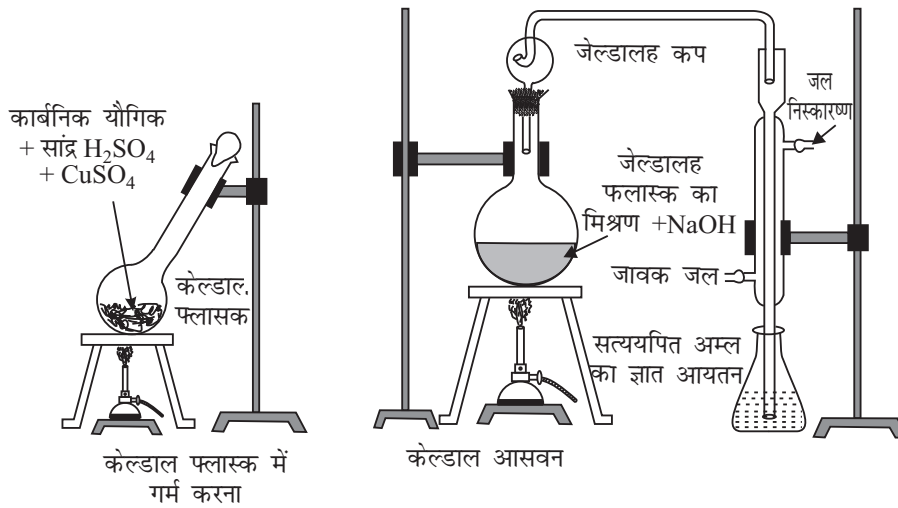 कार्बनिक यौगिक
+ सांद्र H₂SO₄
+ CuSO₄
केल्डाल.
फ्लासक
केल्डाल फ्लास्क में
गर्म करना
जेल्डालह कप
जल
निस्कारष्ण
जेल्डालह
फलास्क का
मिश्रण +NaOH
जावक जल
सत्ययपित अम्ल
का ज्ञात आयतन
केल्डाल आसवन